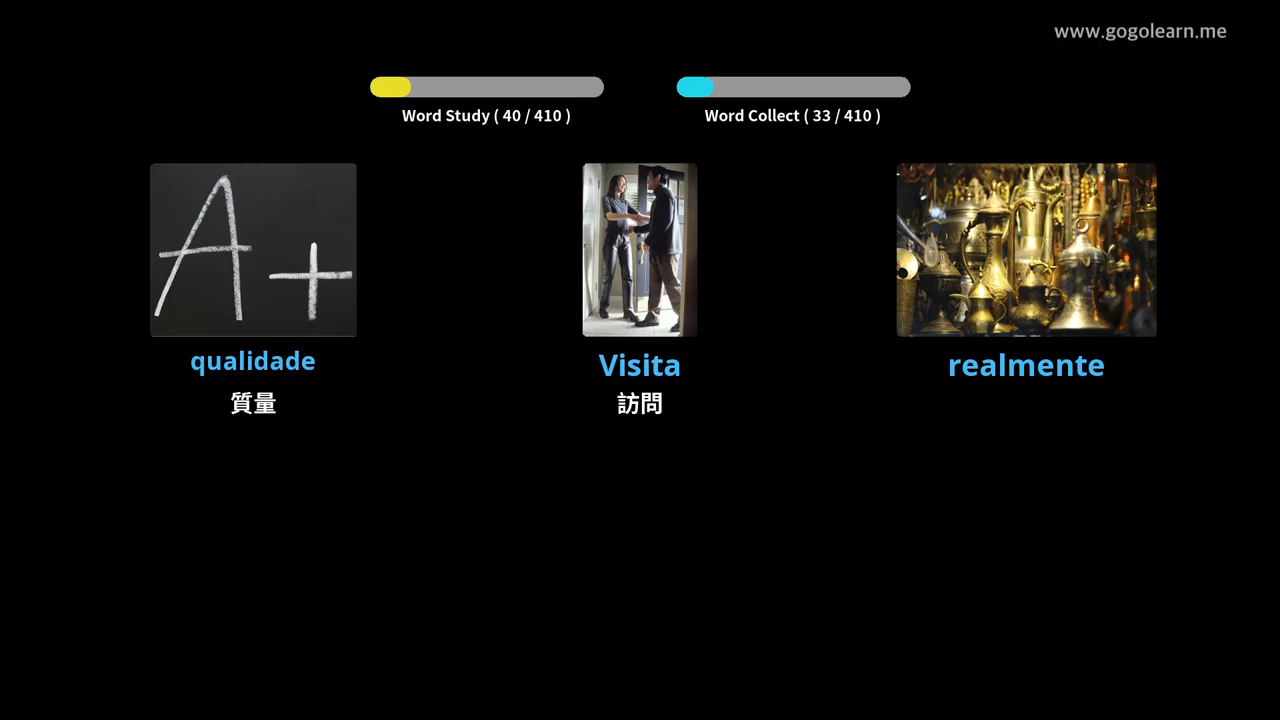 www.gogolearn.me
Word Study ( 40 / 410 )
Word Collect ( 33 / 410 )
A+
qualidade
質量
Visita
訪問
realmente